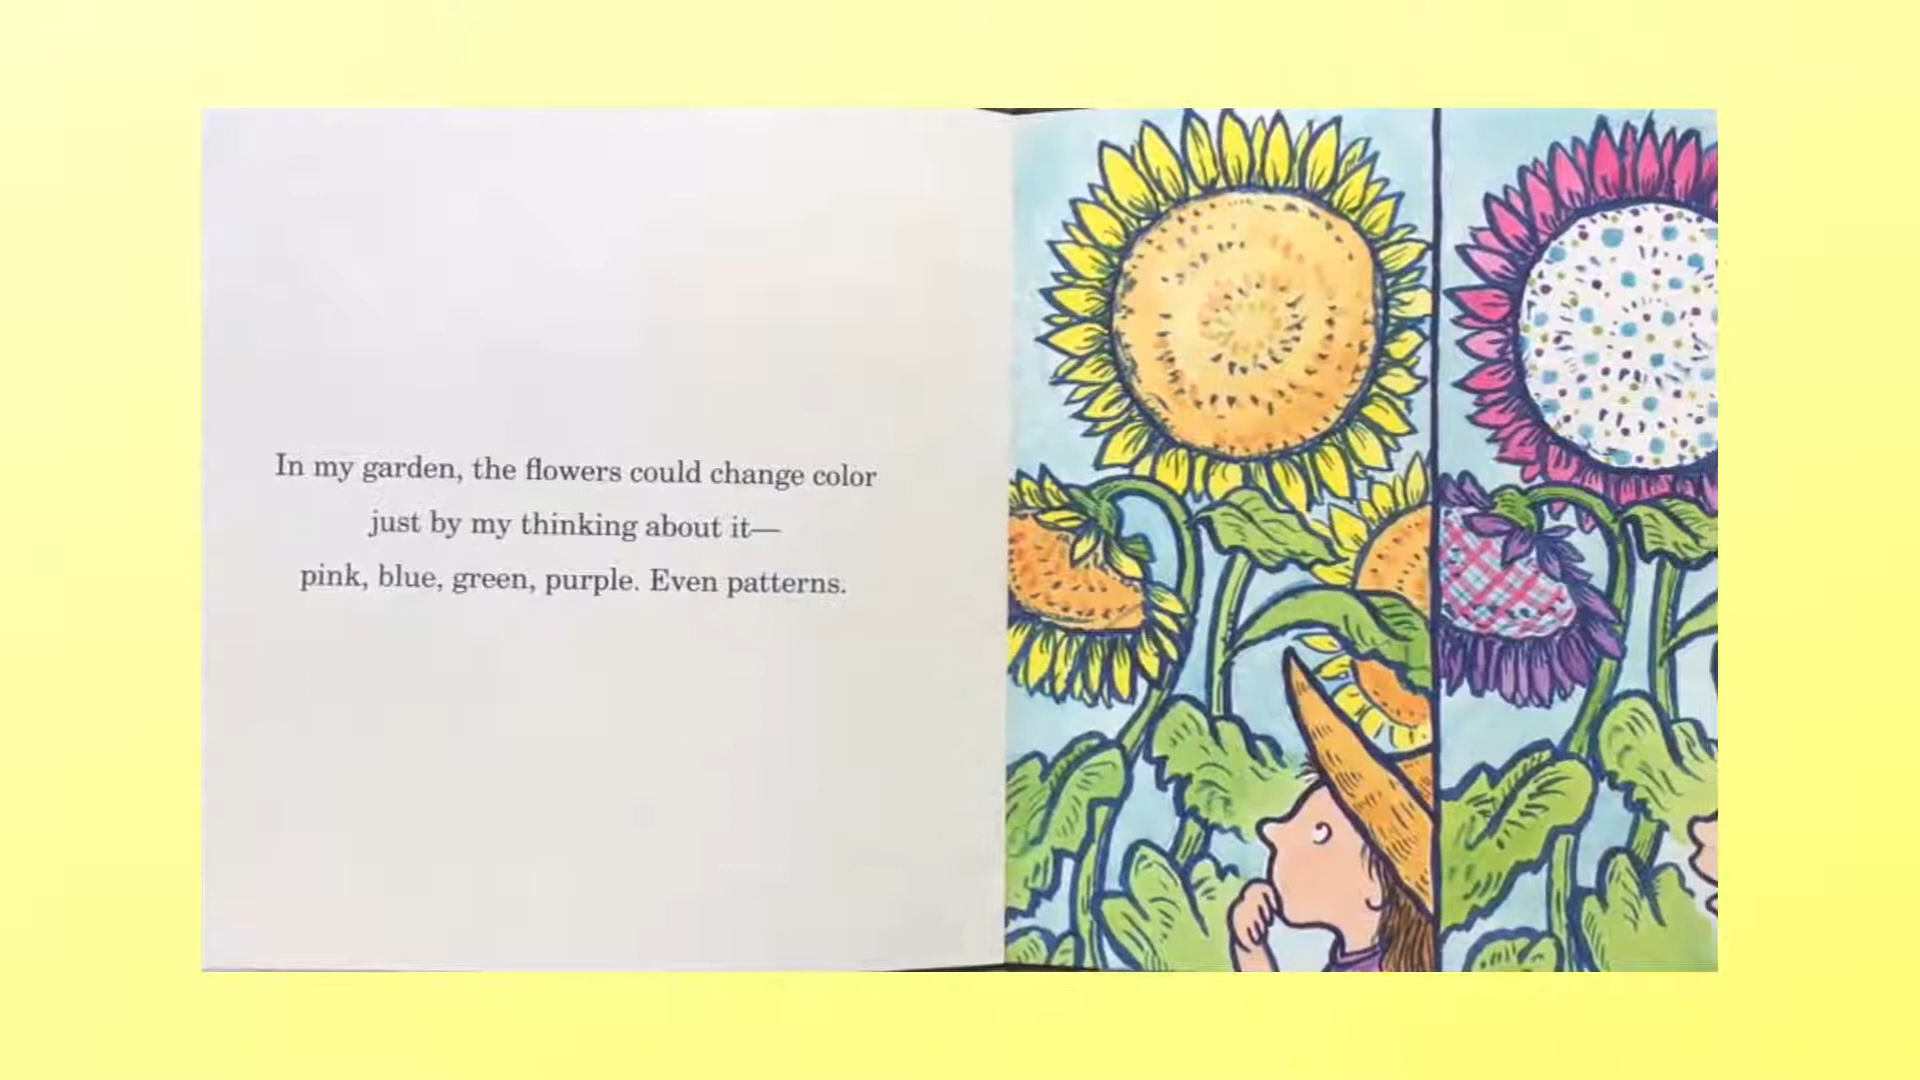 In my garden, the flowers could change color
just by my thinking about it—
pink, blue, green, purple. Even patterns.